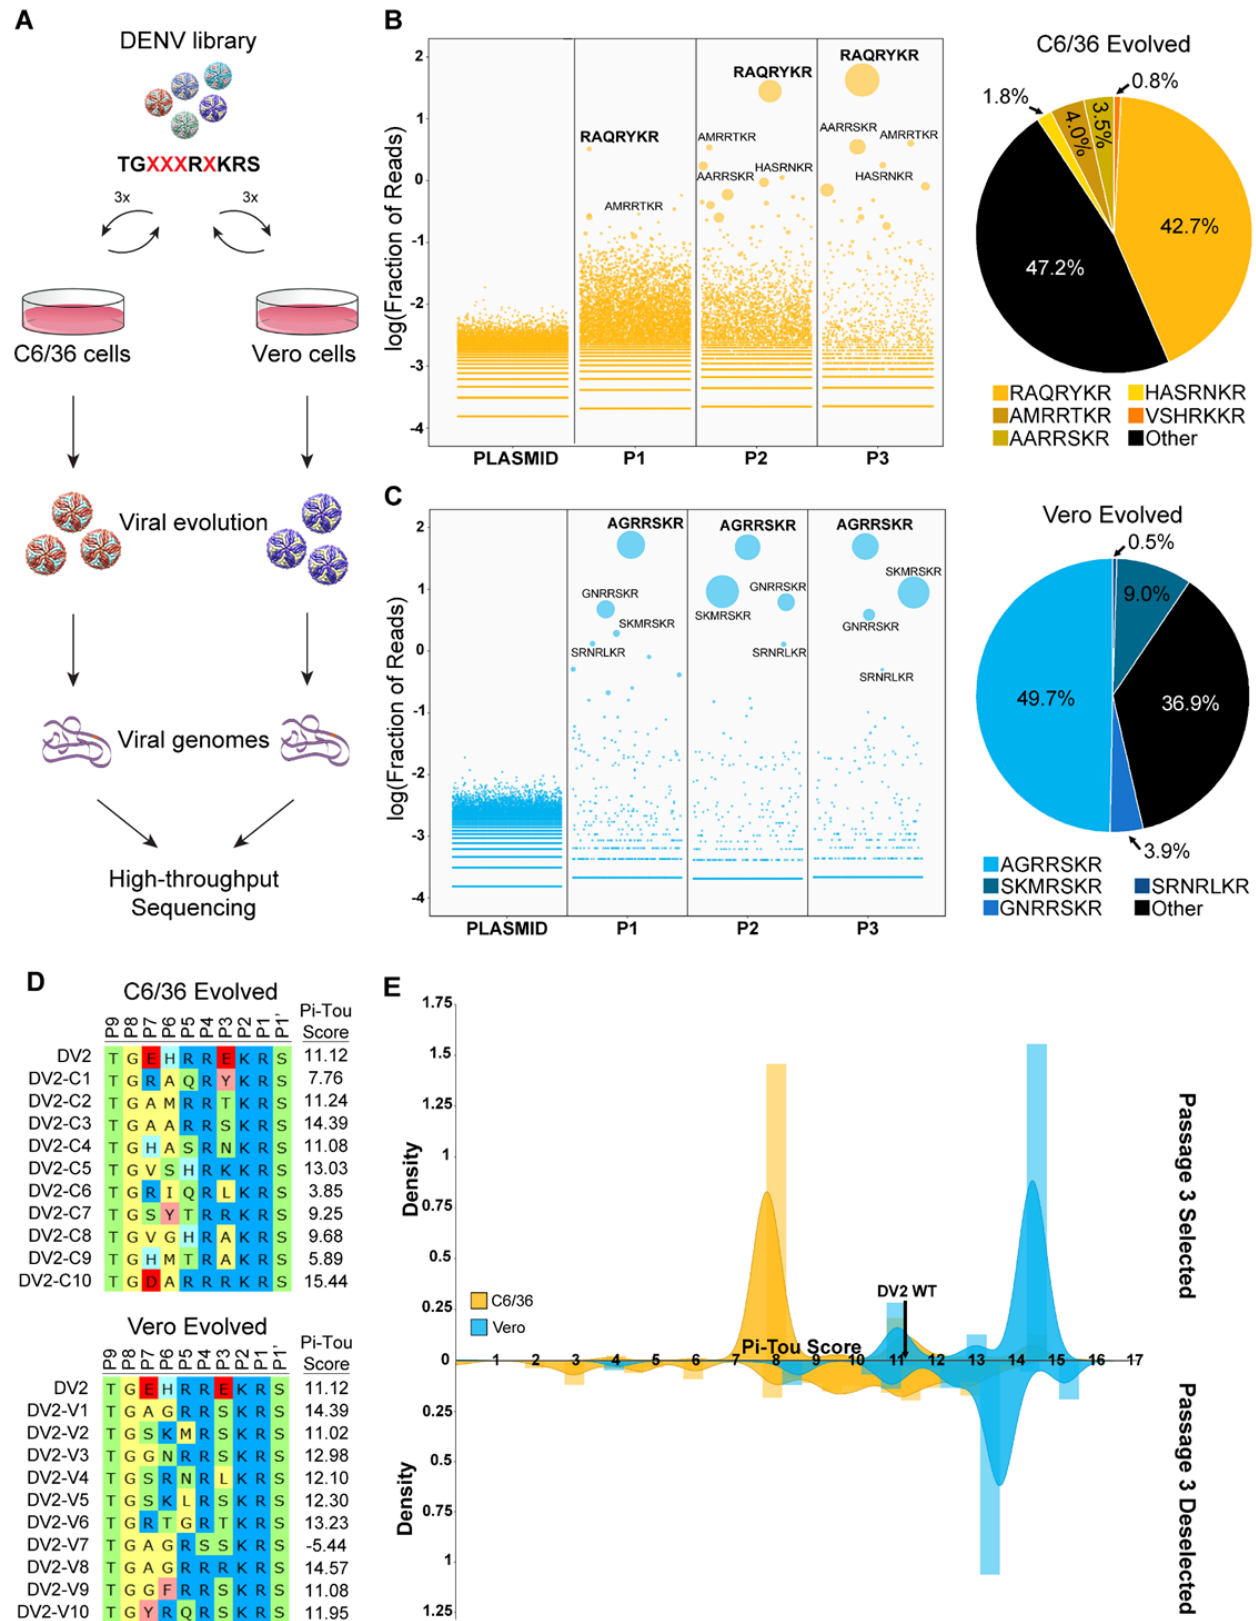 A
DENV library
TGXXXRXKRS
3x
3x
C6/36 cells
Vero cells
Viral evolution
Viral genomes
High-throughput
Sequencing
B
log(Fraction of Reads)
2
1
0
-1
-2
-3
-4
RAQRYKR
AMRRTKR
RAQRYKR
AMRRTKR
AARRSKR
HASRNKR
RAQRYKR
AARRSKR
AMRRTKR
HASRNKR
PLASMID
P1
P2
P3
C6/36 Evolved
1.8%
4.0%
3.5%
0.8%
42.7%
47.2%
RAQRYKR
HASRNKR
AMRRTKR
VSHRKKR
AARRSKR
Other
C
log(Fraction of Reads)
2
1
0
-1
-2
-3
-4
AGRRSKR
GNRRSKR
SKMRSKR
SRNRLKR
AGRRSKR
GNRRSKR
SKMRSKR
SRNRLKR
AGRRSKR
SKMRSKR
GNRRSKR
SRNRLKR
PLASMID
P1
P2
P3
Vero Evolved
0.5%
9.0%
49.7%
36.9%
3.9%
AGRRSKR
SKMRSKR
SRNRLKR
GNRRSKR
Other
D
C6/36 Evolved
P9 P8 P7 P6 P5 P4 P3 P2 P1 P1' Pi-Tou Score
DV2 T G E H R R E K R S 11.12
DV2-C1 T G R A Q R Y K R S 7.76
DV2-C2 T G A M R R T K R S 11.24
DV2-C3 T G A A R R S K R S 14.39
DV2-C4 T G H A S R N K R S 11.08
DV2-C5 T G V S H R K K R S 13.03
DV2-C6 T G R I Q R L K R S 3.85
DV2-C7 T G S Y T R R K R S 9.25
DV2-C8 T G V G H R A K R S 9.68
DV2-C9 T G H M T R A K R S 5.89
DV2-C10 T G D A R R R K R S 15.44
Vero Evolved
P9 P8 P7 P6 P5 P4 P3 P2 P1 P1' Pi-Tou Score
DV2 T G E H R R E K R S 11.12
DV2-V1 T G A G R R S K R S 14.39
DV2-V2 T G S K M R S K R S 11.02
DV2-V3 T G G N R R S K R S 12.98
DV2-V4 T G S R N R L K R S 12.10
DV2-V5 T G S K L R S K R S 12.30
DV2-V6 T G R T G R T K R S 13.23
DV2-V7 T G A G R S S K R S -5.44
DV2-V8 T G A G R R R K R S 14.57
DV2-V9 T G G F R R S K R S 11.08
DV2-V10 T G Y R Q R S K R S 11.95
E
1.75
1.5
1.25
1
0.75
0.5
0.25
0
0.25
0.5
0.75
1
1.25
Density
Density
C6/36
Vero
DV2 WT
Pi-Tou Score
1 2 3 4 5 6 7 8 9 10 11 12 13 14 15 16 17
Passage 3 Selected
Passage 3 Deselected